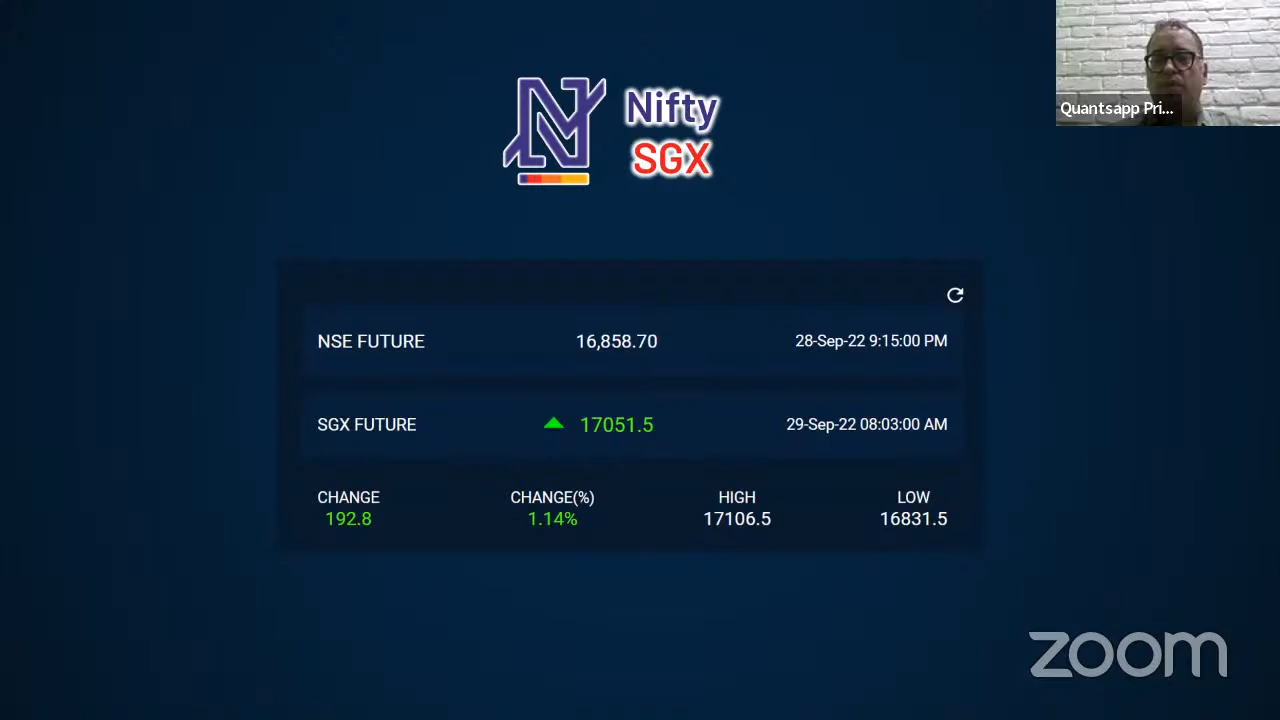 Nifty
SGX
Quantsapp Pri...
NSE FUTURE 16,858.70 28-Sep-22 9:15:00 PM
SGX FUTURE 17051.5 29-Sep-22 08:03:00 AM
CHANGE CHANGE(%) HIGH LOW
192.8 1.14% 17106.5 16831.5
zoom